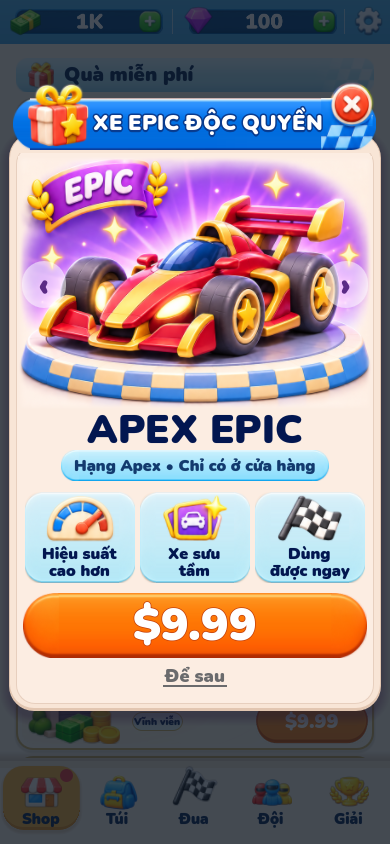 1K
100
Quà miễn phí
XE EPIC ĐỘC QUYỀN
EPIC
APEX EPIC
Hạng Apex • Chỉ có ở cửa hàng
Hiệu suất
cao hơn
Xe sưu
tầm
Dùng
được ngay
$9.99
Để sau
Vĩnh viễn
$9.99
Shop
Túi
Đua
Đội
Giải